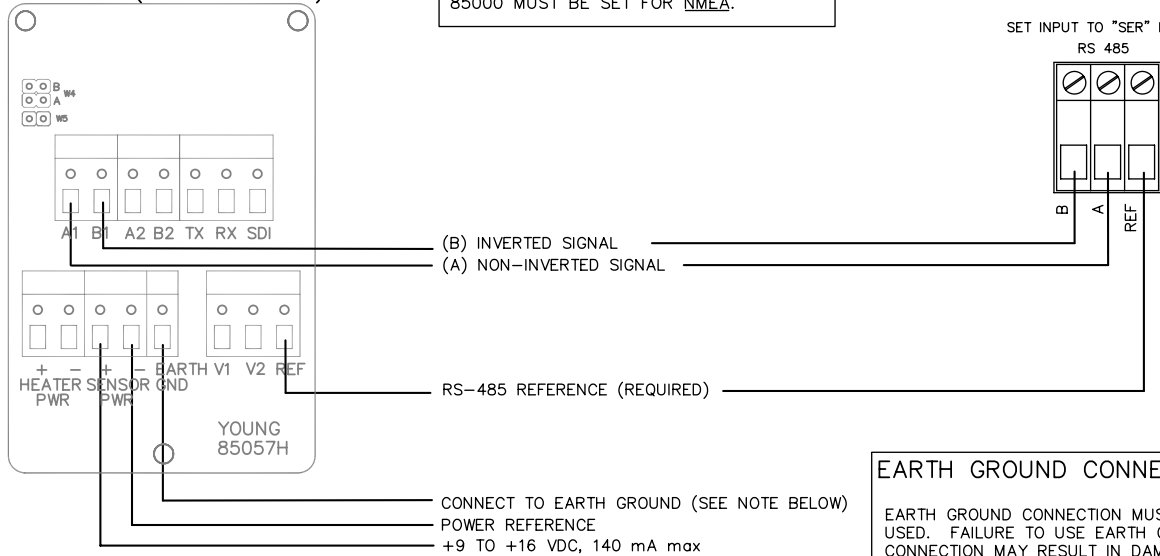 85000 MUST BE SET FOR NMEA.
SET INPUT TO "SER"
RS 485
B
A
W4
W5
A1 B1 A2 B2 TX RX SDI
B
A
REF
(B) INVERTED SIGNAL
(A) NON-INVERTED SIGNAL
+ - + - EARTH V1 V2 REF
HEATER SENSOR GND
PWR PWR
RS-485 REFERENCE (REQUIRED)
YOUNG
85057H
CONNECT TO EARTH GROUND (SEE NOTE BELOW)
POWER REFERENCE
+9 TO +16 VDC, 140 mA max
EARTH GROUND CONNE
EARTH GROUND CONNECTION MUS
USED. FAILURE TO USE EARTH
CONNECTION MAY RESULT IN DAM